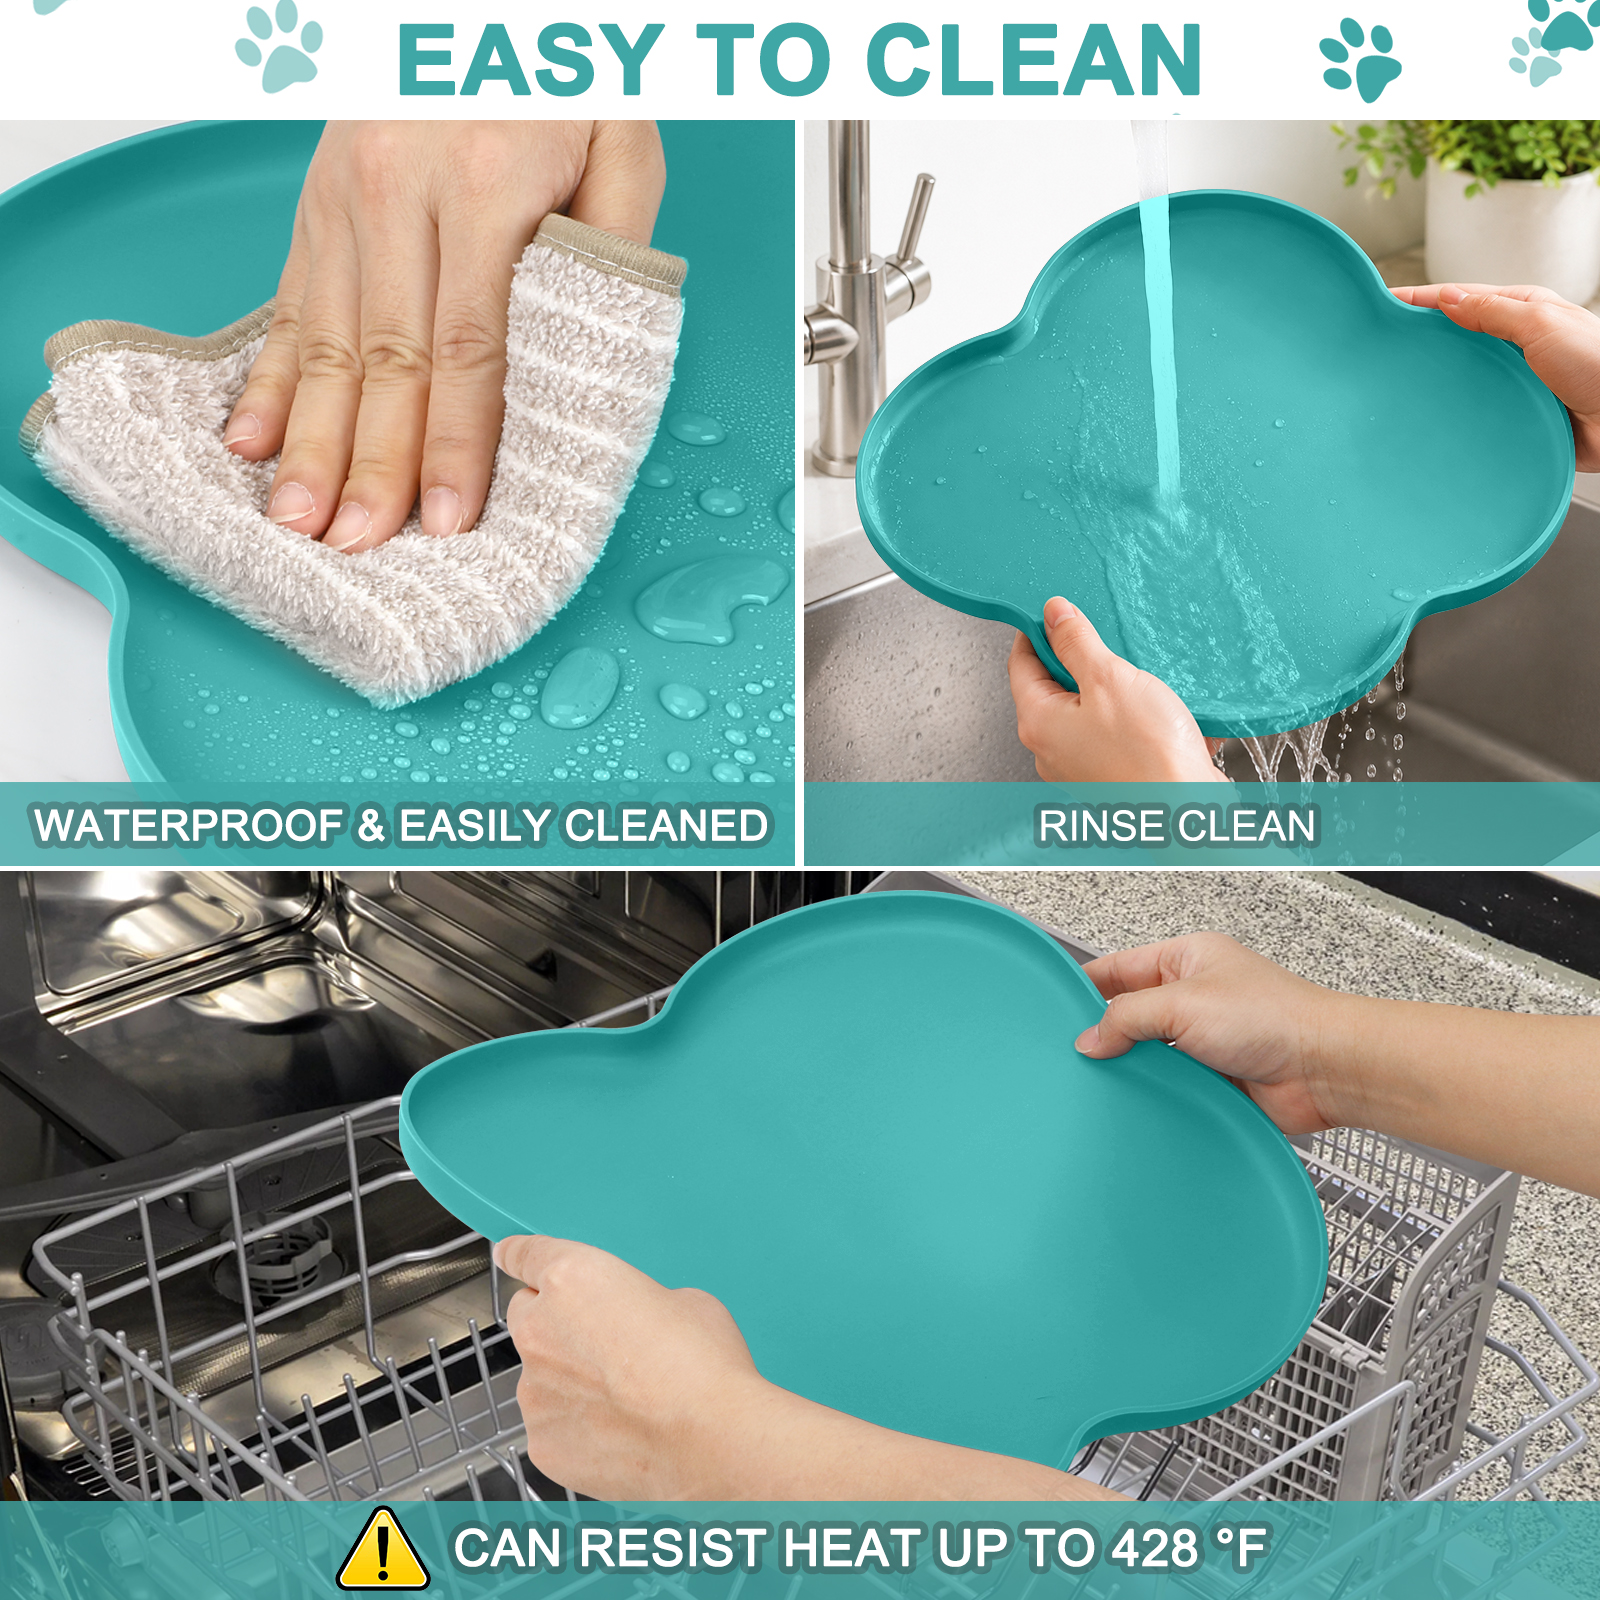 EASY TO CLEAN
WATERPROOF & EASILY CLEANED
RINSE CLEAN
CAN RESIST HEAT UP TO 428 °F